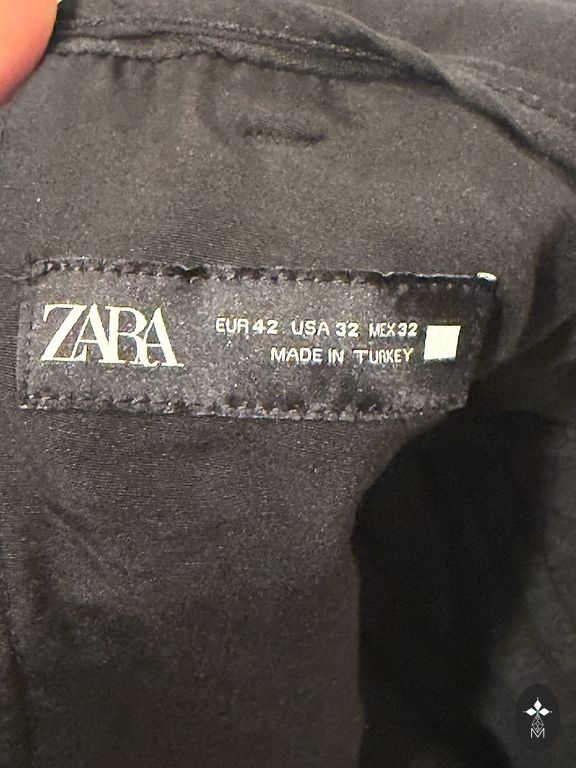 ZARA
EUR 42 USA 32 MEX 32
MADE IN TURKEY
M